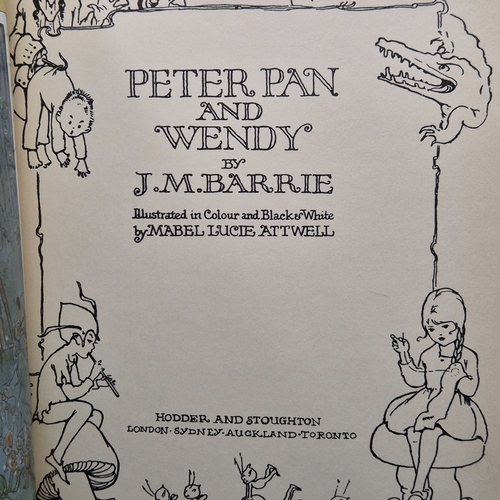 PETER PAN
AND
WENDY
BY
J.M.BARRIE
Illustrated in Colour and Black & White
by MABEL LUCIE ATTWELL
HODDER AND STOUGHTON
LONDON·SYDNEY·AUCKLAND·TORONTO